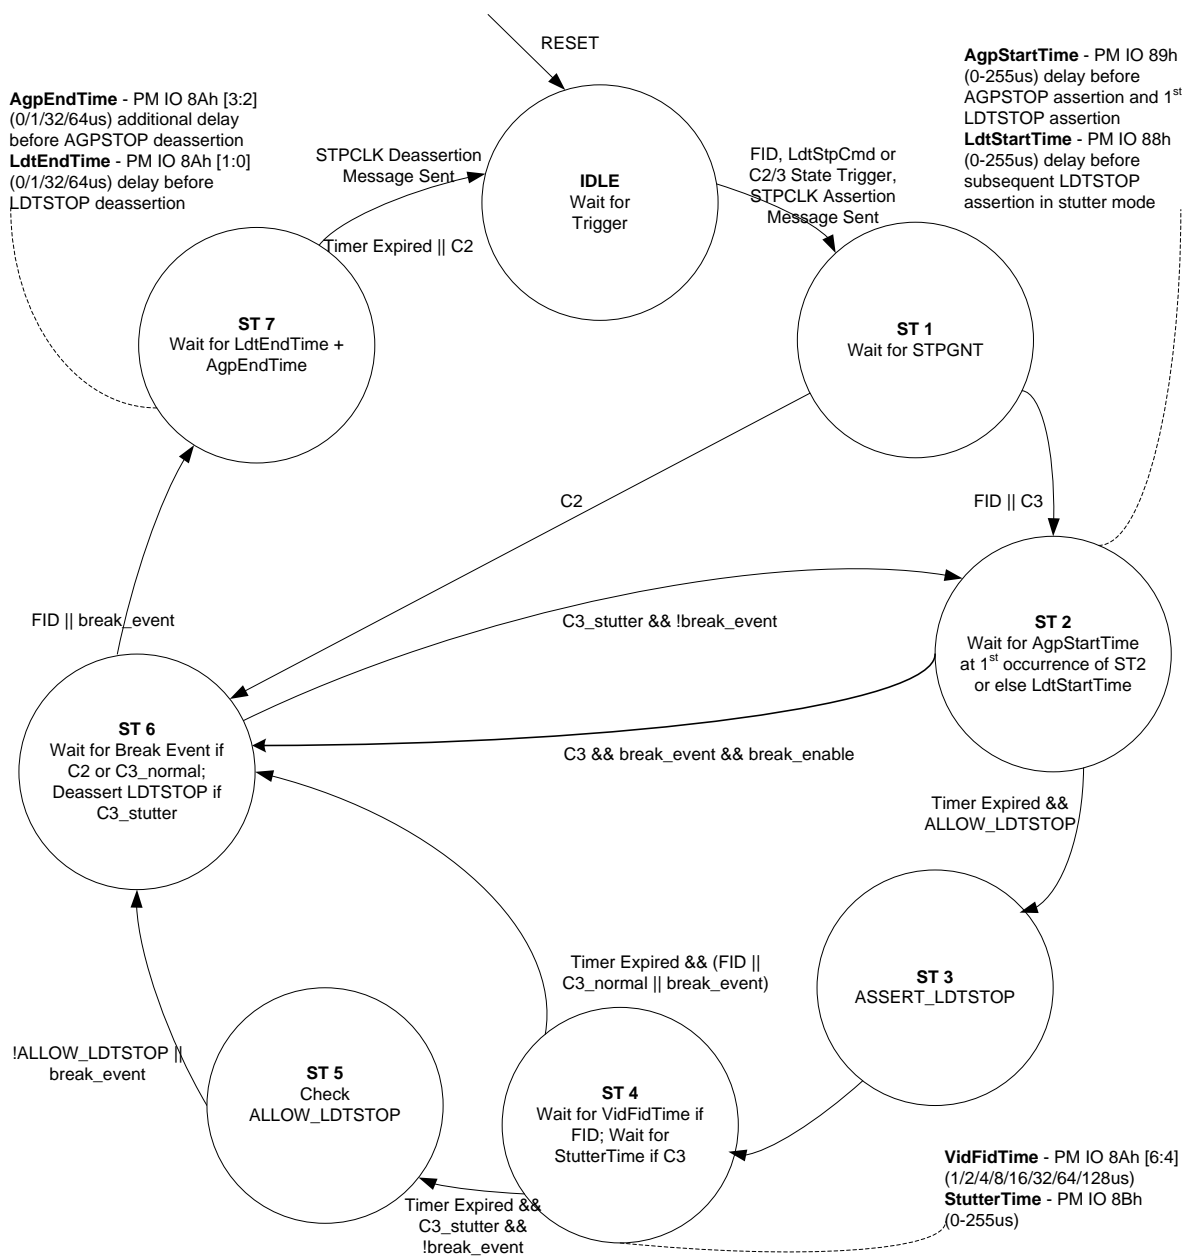 RESET
AgpStartTime - PM IO 89h
(0-255us) delay before
AGPSTOP assertion and 1st
LDTSTOP assertion
LdtStartTime - PM IO 88h
(0-255us) delay before
subsequent LDTSTOP
assertion in stutter mode
AgpEndTime - PM IO 8Ah [3:2]
(0/1/32/64us) additional delay
before AGPSTOP deassertion
LdtEndTime - PM IO 8Ah [1:0]
(0/1/32/64us) delay before
LDTSTOP deassertion
STPCLK Deassertion
Message Sent
IDLE
Wait for
Trigger
FID, LdtStpCmd or
C2/3 State Trigger,
STPCLK Assertion
Message Sent
Timer Expired || C2
ST 7
Wait for LdtEndTime +
AgpEndTime
ST 1
Wait for STPGNT
C2
FID || C3
FID || break_event
C3_stutter && !break_event
ST 2
Wait for AgpStartTime
at 1st occurrence of ST2
or else LdtStartTime
ST 6
Wait for Break Event if
C2 or C3_normal;
Deassert LDTSTOP if
C3_stutter
C3 && break_event && break_enable
Timer Expired &&
ALLOW_LDTSTOP
Timer Expired && (FID ||
C3_normal || break_event)
ST 3
ASSERT_LDTSTOP
!ALLOW_LDTSTOP ||
break_event
ST 5
Check
ALLOW_LDTSTOP
ST 4
Wait for VidFidTime if
FID; Wait for
StutterTime if C3
Timer Expired &&
C3_stutter &&
!break_event
VidFidTime - PM IO 8Ah [6:4]
(1/2/4/8/16/32/64/128us)
StutterTime - PM IO 8Bh
(0-255us)